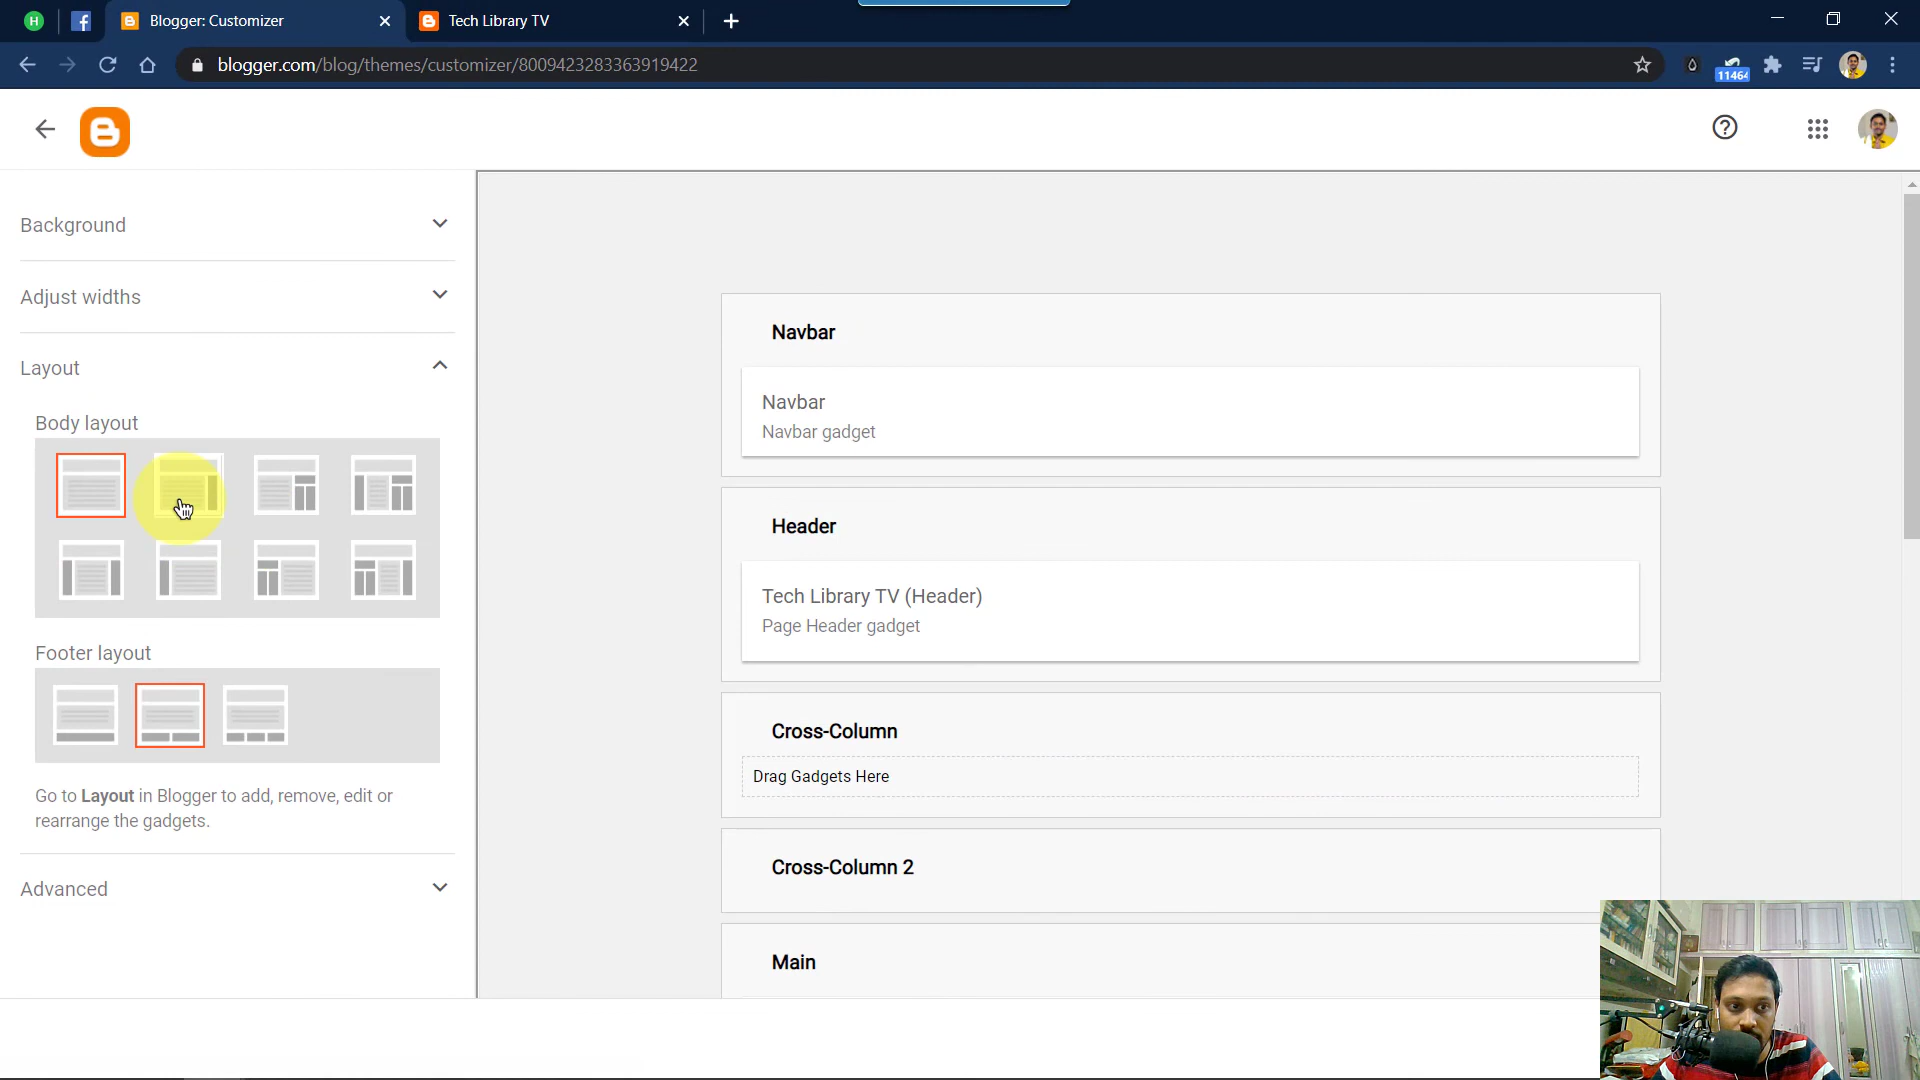 H
Blogger: Customizer
Tech Library TV
blogger.com/blog/themes/customizer/8009423283363919422
11464
Background
Adjust widths
Layout
Body layout
Footer layout
Go to Layout in Blogger to add, remove, edit or
rearrange the gadgets.
Advanced
Navbar
Navbar
Navbar gadget
Header
Tech Library TV (Header)
Page Header gadget
Cross-Column
Drag Gadgets Here
Cross-Column 2
Main